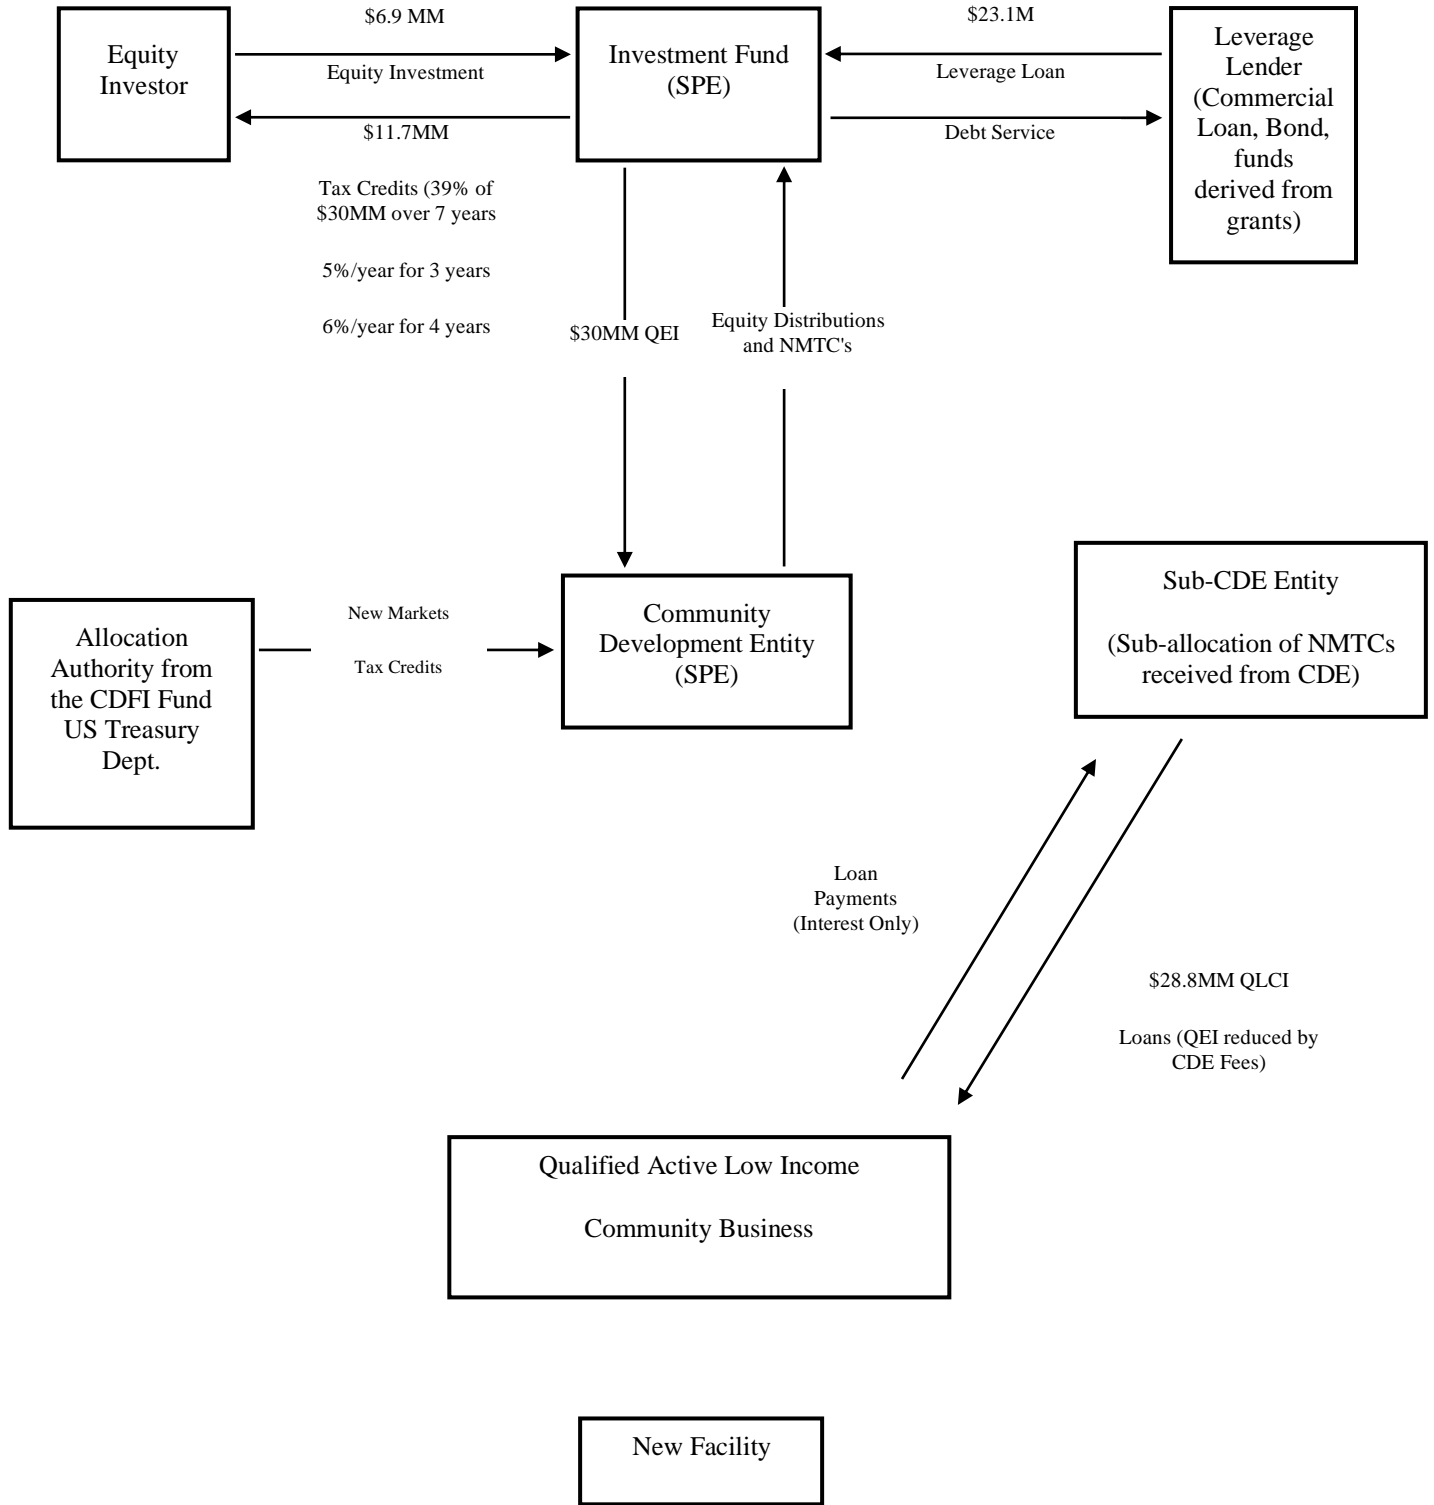 $6.9 MM
$23.1M
Equity
Investor
Equity Investment
Investment Fund
(SPE)
Leverage Loan
Leverage
Lender
(Commercial
Loan, Bond,
funds
derived from
grants)
$11.7MM
Debt Service
Tax Credits (39% of
$30MM over 7 years
5%/year for 3 years
6%/year for 4 years
$30MM QEI
Equity Distributions
and NMTC's
Allocation
Authority from
the CDFI Fund
US Treasury
Dept.
New Markets
Tax Credits
Community
Development Entity
(SPE)
Sub-CDE Entity
(Sub-allocation of NMTCs
received from CDE)
Loan
Payments
(Interest Only)
$28.8MM QLCI
Loans (QEI reduced by
CDE Fees)
Qualified Active Low Income
Community Business
New Facility